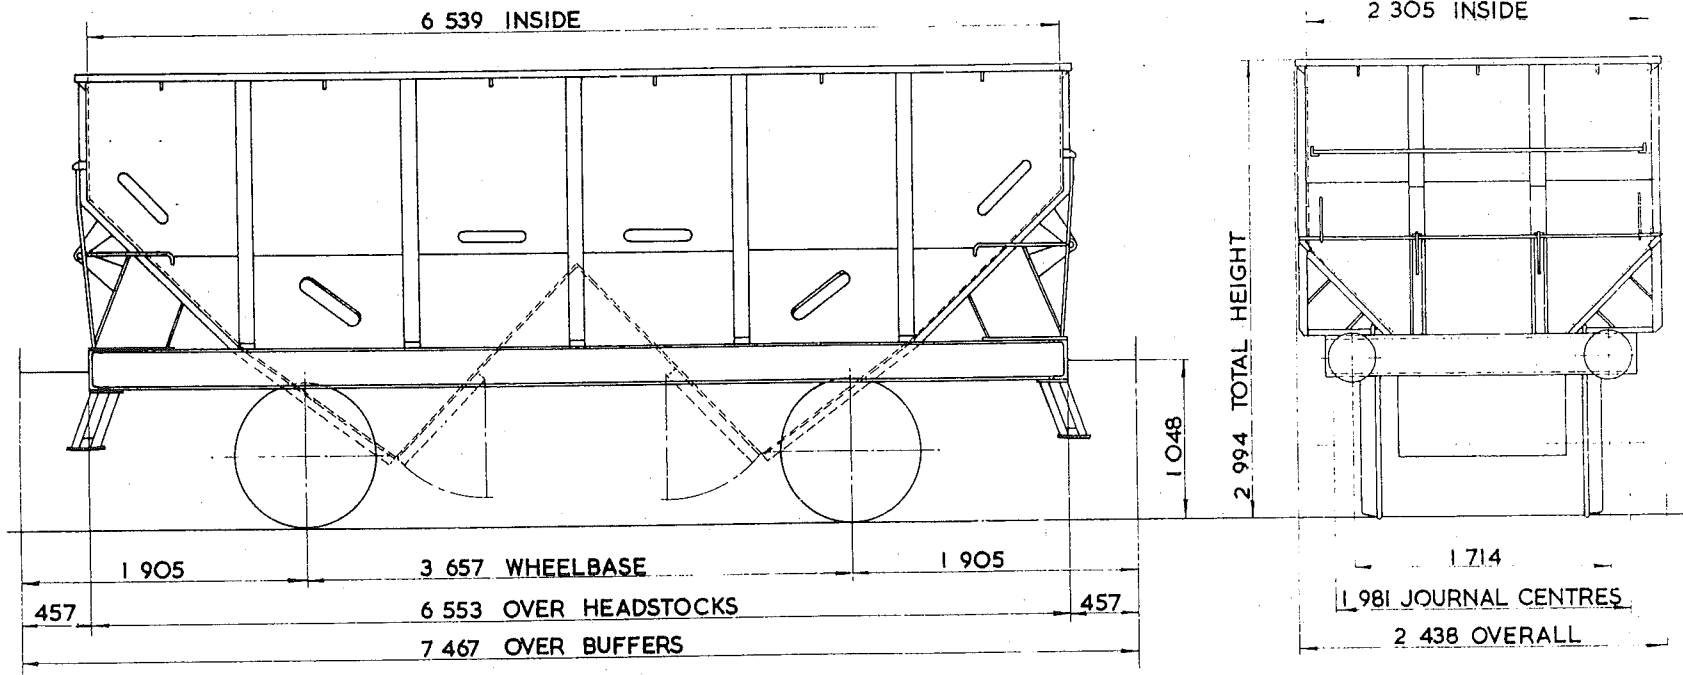 6 539 INSIDE
2 305 INSIDE
2 994 TOTAL HEIGHT
1 048
1 905
3 657 WHEELBASE
1 905
1 714
457
6 553 OVER HEADSTOCKS
457
1 981 JOURNAL CENTRES
7 467 OVER BUFFERS
2 438 OVERALL